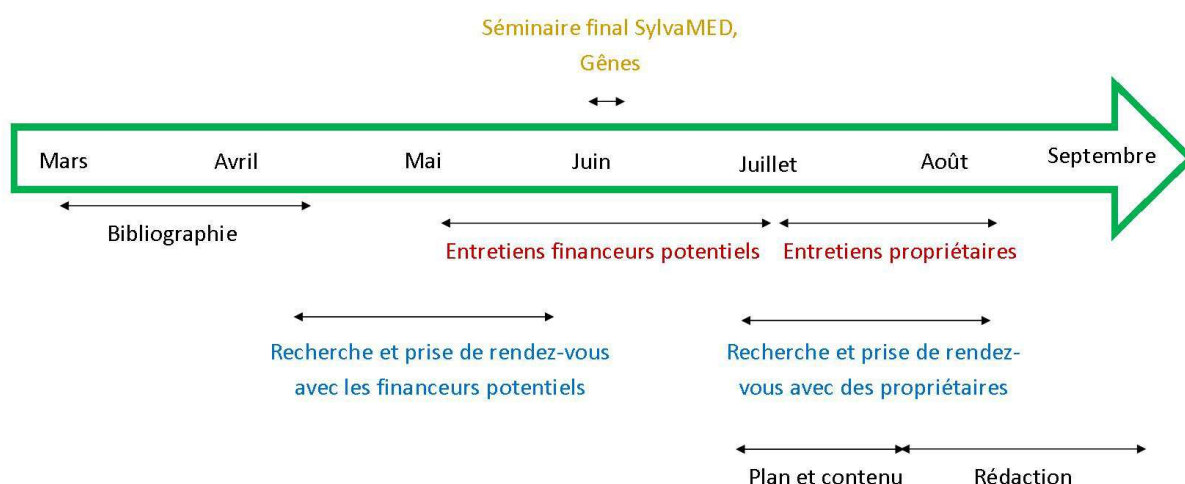 Séminaire final SylvaMED,
Gênes
Mars Avril Mai Juin Juillet Août Septembre
Bibliographie
Entretiens financeurs potentiels
Entretiens propriétaires
Recherche et prise de rendez-vous
avec les financeurs potentiels
Recherche et prise de rendez-
vous avec des propriétaires
Plan et contenu
Rédaction